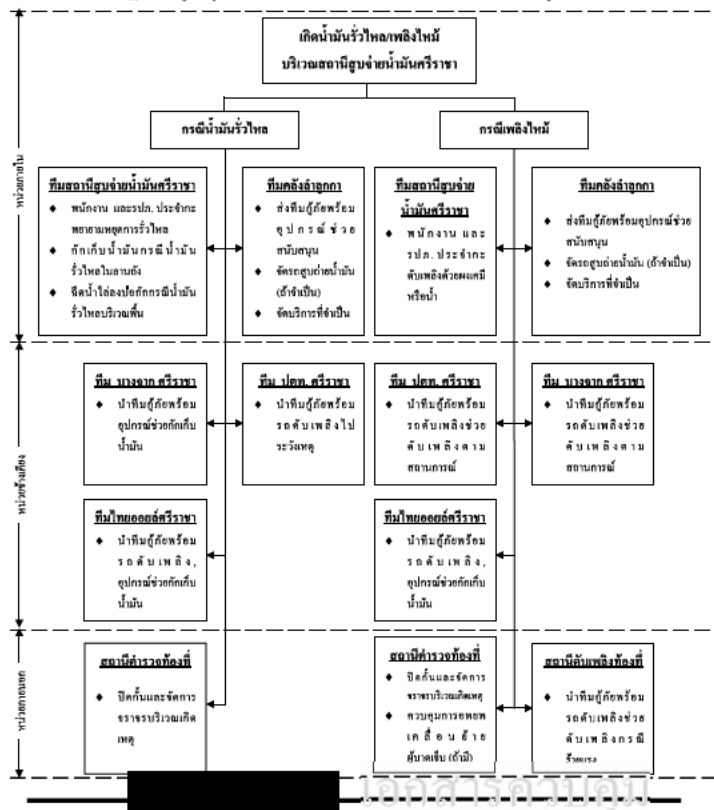 เกิดน้ำมันรั่วไหล/เพลิงไหม้
บริเวณสถานีสูบจ่ายน้ำมันศรีราชา
กรณีน้ำมันรั่วไหล
กรณีเพลิงไหม้
หน่วยภายใน
ทีมสถานีสูบจ่ายน้ำมันศรีราชา
♦ พนักงาน และรปภ. ประจำกะ
พยายามหยุดการรั่วไหล
♦ กักเก็บน้ำมันกรณีน้ำมัน
รั่วไหลในลานถัง
♦ ฉีดน้ำไล่ลงบ่อกักกรณีน้ำมัน
รั่วไหลบริเวณพื้น
ทีมคลังลำลูกกา
♦ ส่งทีมกู้ภัยพร้อม
อุปกรณ์ช่วย
สนับสนุน
♦ จัดรถสูบถ่ายน้ำมัน
(ถ้าจำเป็น)
♦ จัดบริการที่จำเป็น
ทีมสถานีสูบจ่าย
น้ำมันศรีราชา
♦ พนักงาน และ
รปภ. ประจำกะ
ดับเพลิงด้วยผงเคมี
หรือน้ำ
ทีมคลังลำลูกกา
♦ ส่งทีมกู้ภัยพร้อมอุปกรณ์ช่วย
สนับสนุน
♦ จัดรถสูบถ่ายน้ำมัน (ถ้าจำเป็น)
♦ จัดบริการที่จำเป็น
หน่วยข้างเคียง
ทีม บางจาก ศรีราชา
♦ นำทีมกู้ภัยพร้อม
อุปกรณ์ช่วยกักเก็บ
น้ำมัน
ทีม ปตท. ศรีราชา
♦ นำทีมกู้ภัยพร้อม
รถดับเพลิงไป
ระวังเหตุ
ทีม ปตท. ศรีราชา
♦ นำทีมกู้ภัยพร้อม
รถดับเพลิงช่วย
ดับเพลิงตาม
สถานการณ์
ทีม บางจาก ศรีราชา
♦ นำทีมกู้ภัยพร้อม
รถดับเพลิงช่วย
ดับเพลิงตาม
สถานการณ์
ทีมไทยออยล์ศรีราชา
♦ นำทีมกู้ภัยพร้อม
รถดับเพลิง,
อุปกรณ์ช่วยกักเก็บ
น้ำมัน
ทีมไทยออยล์ศรีราชา
♦ นำทีมกู้ภัยพร้อม
รถดับเพลิง,
อุปกรณ์ช่วยกักเก็บ
น้ำมัน
หน่วยภายนอก
สถานีตำรวจท้องที่
♦ ปิดกั้นและจัดการ
จราจรบริเวณเกิด
เหตุ
สถานีตำรวจท้องที่
♦ ปิดกั้นและจัดการ
จราจรบริเวณเกิดเหตุ
♦ ควบคุมการอพยพ
เคลื่อนย้าย
ผู้บาดเจ็บ (ถ้ามี)
สถานีดับเพลิงท้องที่
♦ นำทีมกู้ภัยพร้อม
รถดับเพลิงช่วย
ดับเพลิงกรณี
ร้ายแรง
เอกสารควบคุม